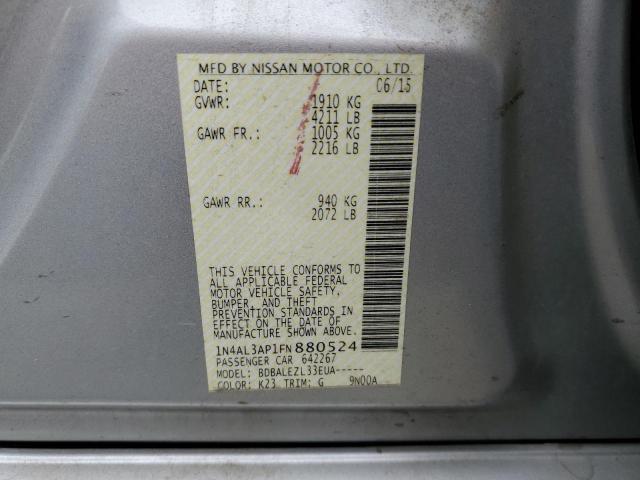 MFD BY NISSAN MOTOR CO., LTD.
DATE: 06/15
GVWR: 1910 KG
4211 LB
GAWR FR.: 1005 KG
2216 LB
GAWR RR.: 940 KG
2072 LB
THIS VEHICLE CONFORMS TO
ALL APPLICABLE FEDERAL
MOTOR VEHICLE SAFETY,
BUMPER, AND THEFT
PREVENTION STANDARDS IN
EFFECT ON THE DATE OF
MANUFACTURE SHOWN ABOVE.
1N4AL3AP1FN880524
PASSENGER CAR 642267
MODEL: BDBALEZL33EUA-----
COLOR: K23 TRIM: G 9N00A